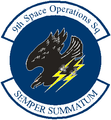 9th Space Operations Sq
SEMPER SUMMATUM